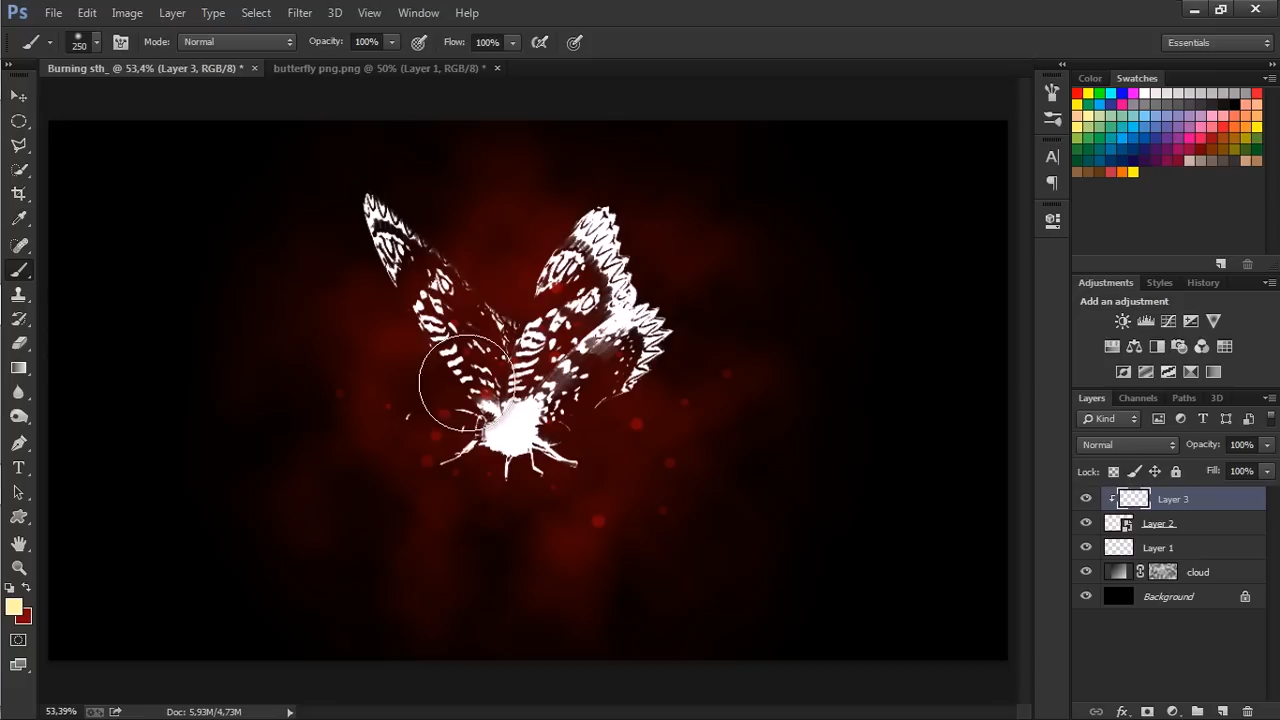 Ps File Edit Image Layer Type Select Filter 3D View Window Help
250 Mode: Normal Opacity: 100% Flow: 100% Essentials
Burning sth_ @ 53,4% (Layer 3, RGB/8) * × butterfly png.png @ 50% (Layer 1, RGB/8) * ×
Color Swatches
Adjustments Styles History
Add an adjustment
Layers Channels Paths 3D
Kind
Normal Opacity: 100%
Lock: Fill: 100%
Layer 3
Layer 2
Layer 1
cloud
Background
53,39% Doc: 5,93M/4,73M